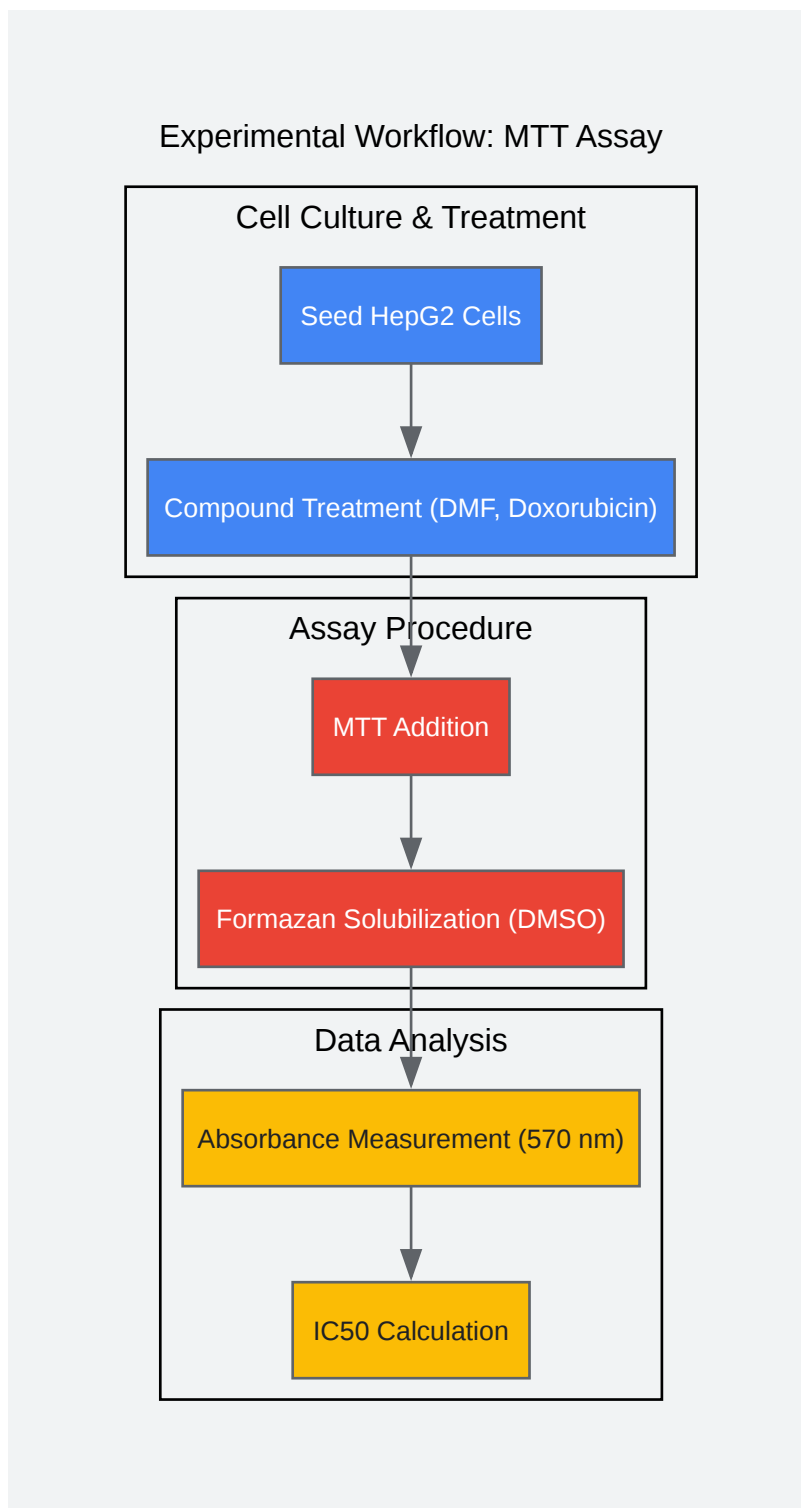 Experimental Workflow: MTT Assay
Cell Culture & Treatment
Seed HepG2 Cells
Compound Treatment (DMF, Doxorubicin)
Assay Procedure
MTT Addition
Formazan Solubilization (DMSO)
Data Analysis
Absorbance Measurement (570 nm)
IC50 Calculation